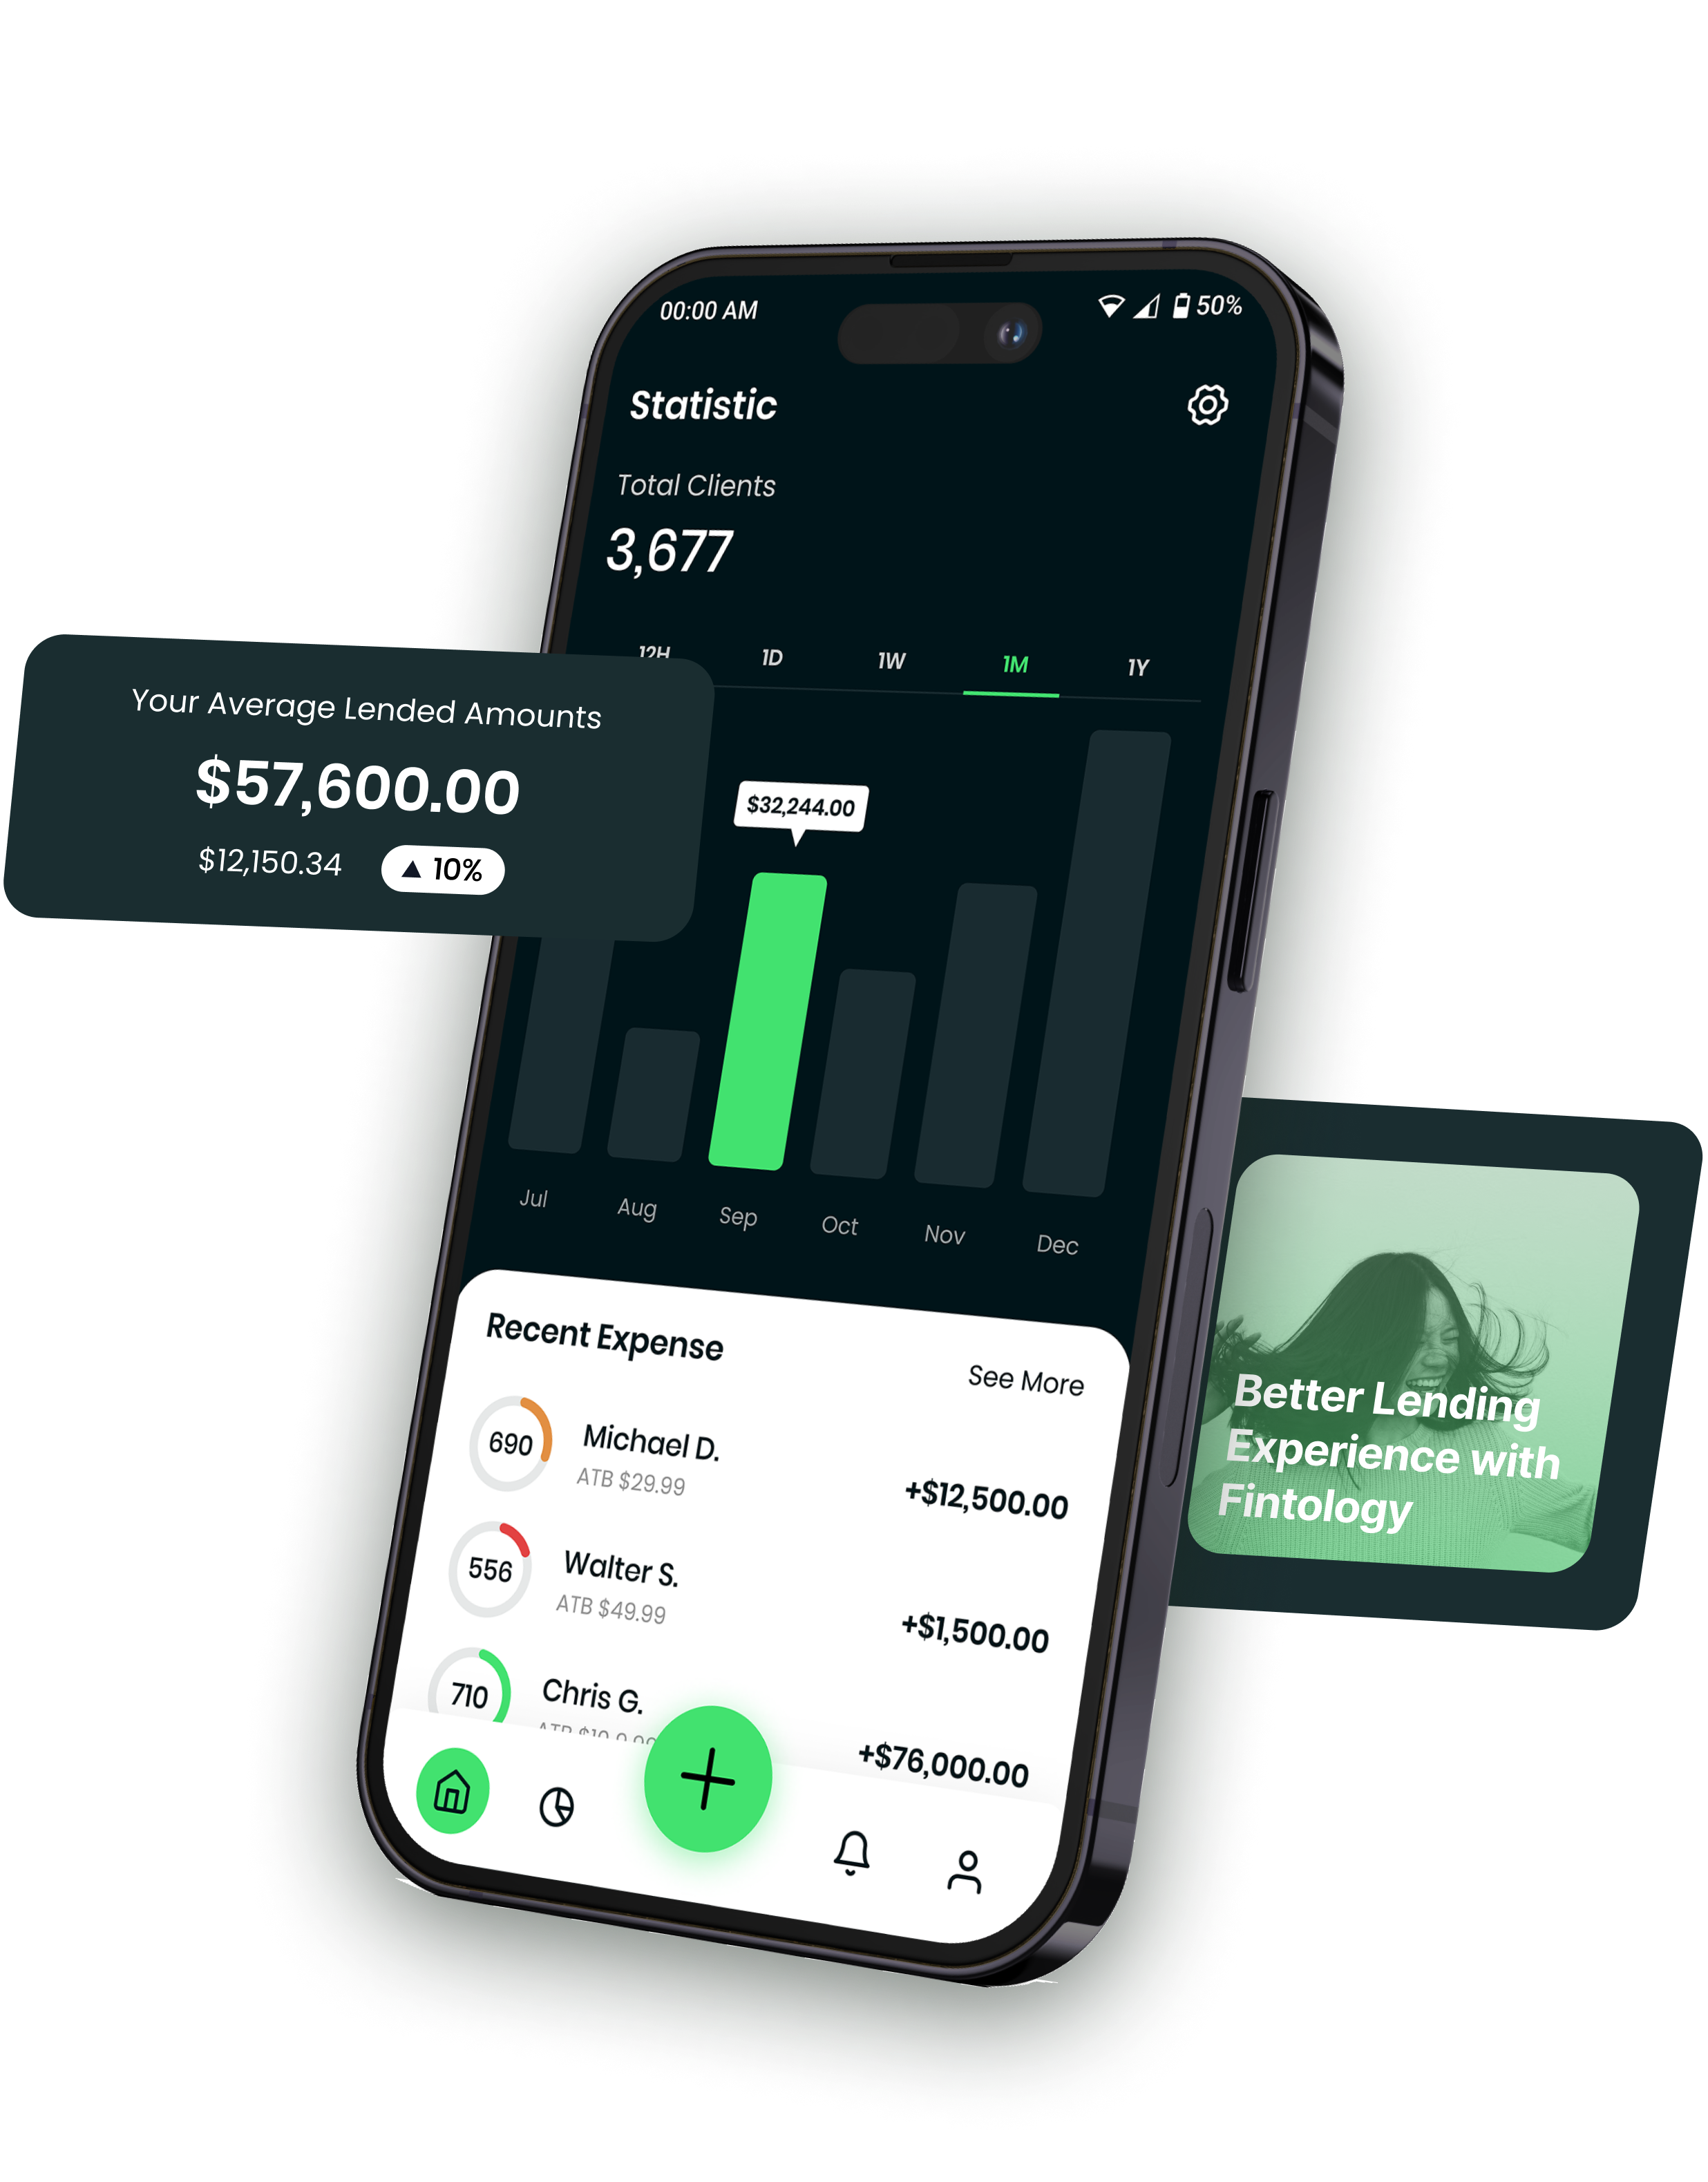 00:00 AM
50%
Statistic
Total Clients
3,677
12H 1D 1W 1M 1Y
Your Average Lended Amounts
$57,600.00
$12,150.34 ▲ 10%
$32,244.00
Jul Aug Sep Oct Nov Dec
Recent Expense
See More
690 Michael D.
ATB $29.99
+$12,500.00
556 Walter S.
ATB $49.99
+$1,500.00
710 Chris G.
+$76,000.00
Better Lending
Experience with
Fintology